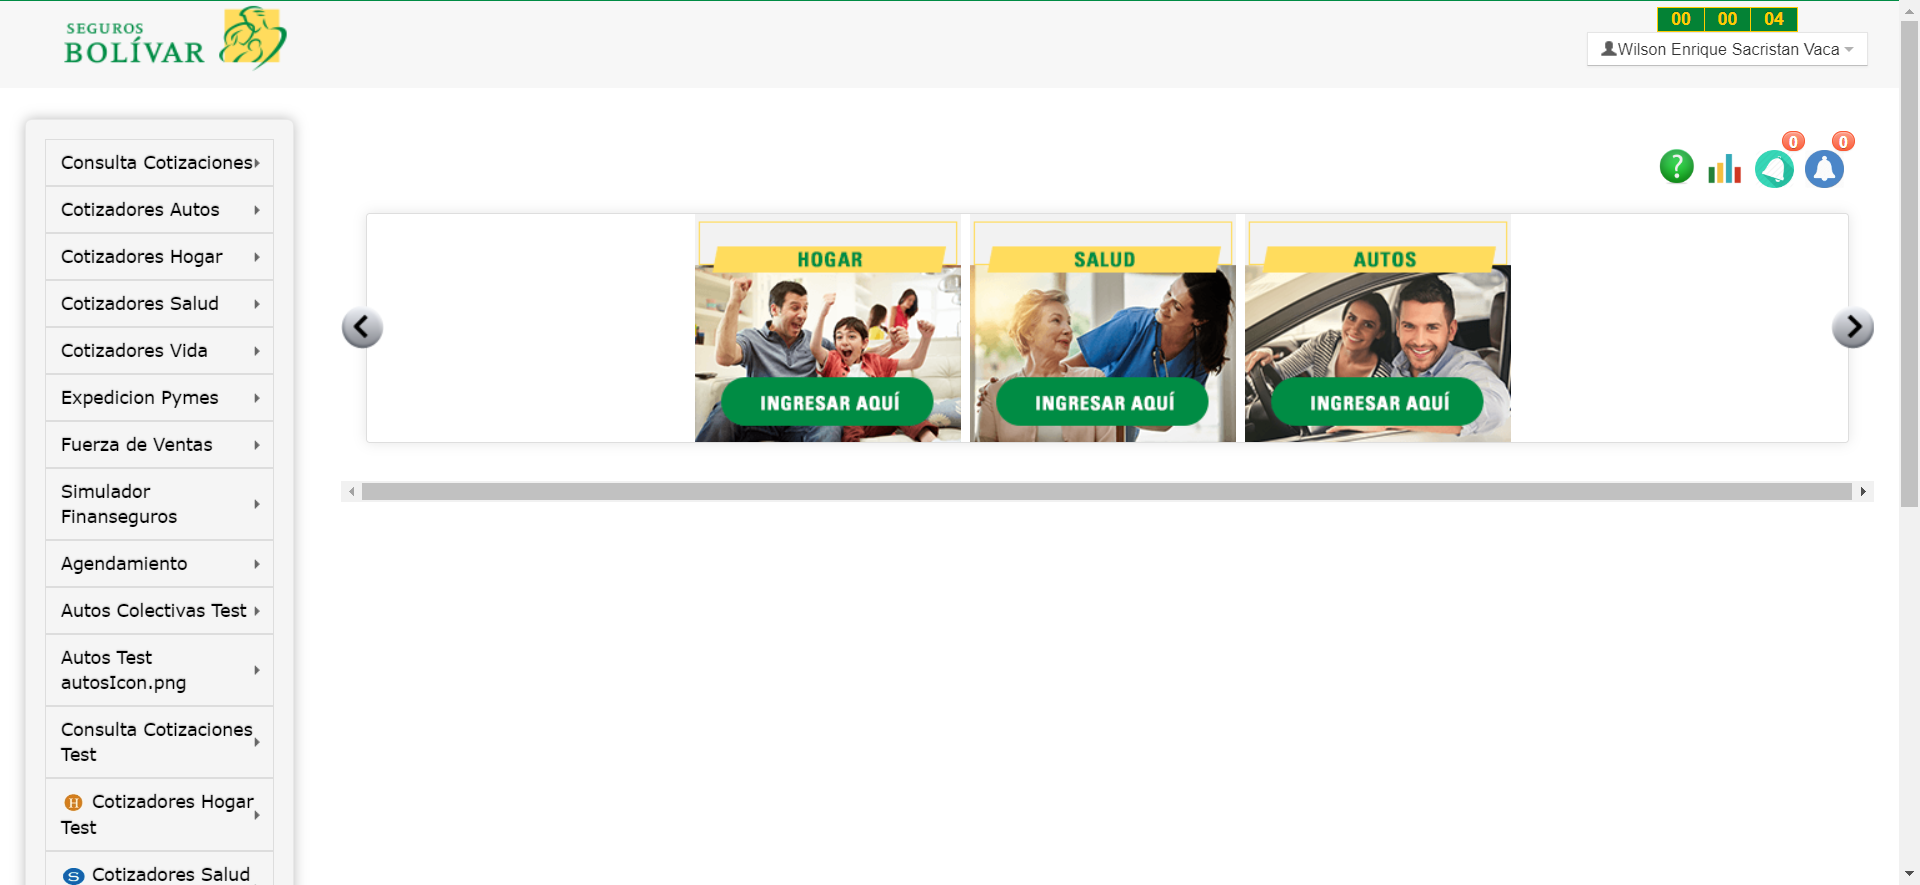 SEGUROS
BOLÍVAR
00 00 04
Wilson Enrique Sacristan Vaca
Consulta Cotizaciones
Cotizadores Autos
Cotizadores Hogar
Cotizadores Salud
Cotizadores Vida
Expedicion Pymes
Fuerza de Ventas
Simulador
Finanseguros
Agendamiento
Autos Colectivas Test
Autos Test
autosIcon.png
Consulta Cotizaciones
Test
H Cotizadores Hogar
Test
S Cotizadores Salud
?
0
0
HOGAR
INGRESAR AQUÍ
SALUD
INGRESAR AQUÍ
AUTOS
INGRESAR AQUÍ